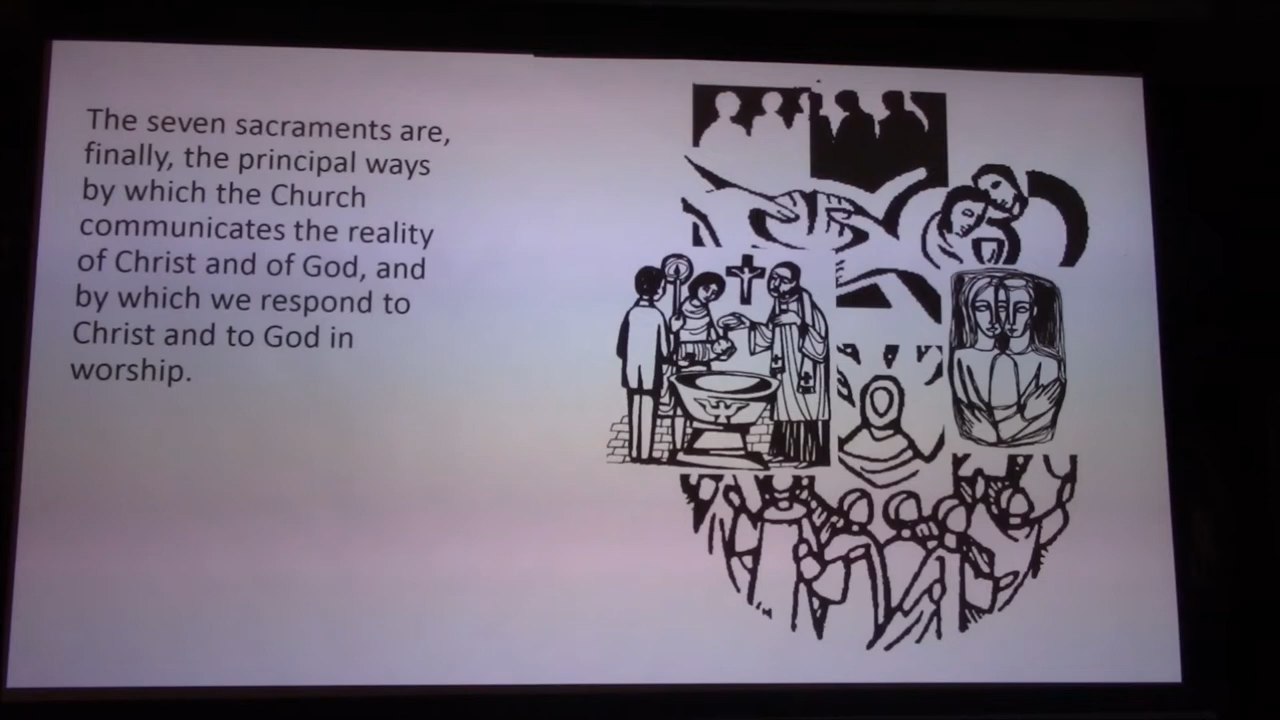 The seven sacraments are,
finally, the principal ways
by which the Church
communicates the reality
of Christ and of God, and
by which we respond to
Christ and to God in
worship.